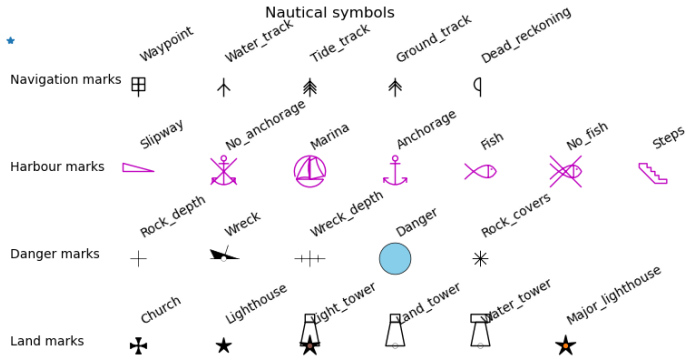 Nautical symbols
Waypoint Water_track Tide_track Ground_track Dead_reckoning
Navigation marks
Slipway No_anchorage Marina Anchorage Fish No_fish Steps
Harbour marks
Rock_depth Wreck Wreck_depth Danger Rock_covers
Danger marks
Church Lighthouse Light_tower Land_tower Water_tower Major_lighthouse
Land marks